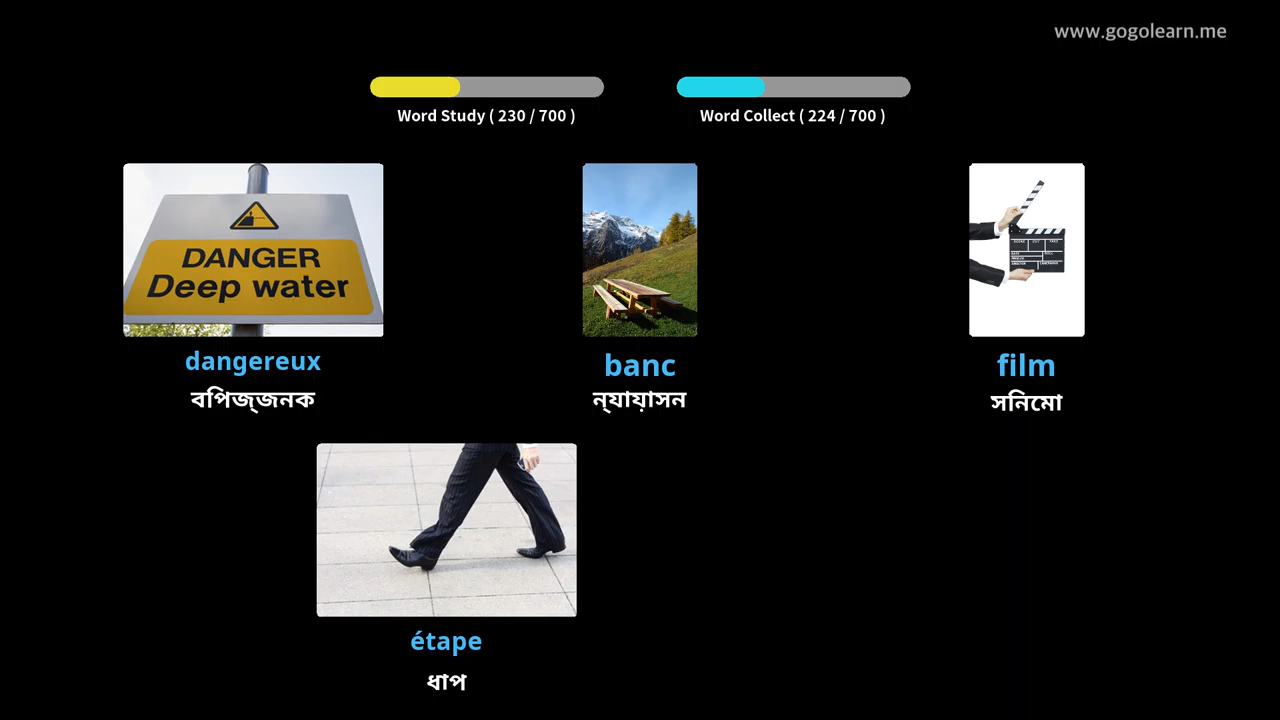 www.gogolearn.me
Word Study ( 230 / 700 )
Word Collect ( 224 / 700 )
DANGER
Deep water
dangereux
বপিজ্‌জনক
banc
ন্‌যায়াসন
film
সনিমো
étape
ধাপ